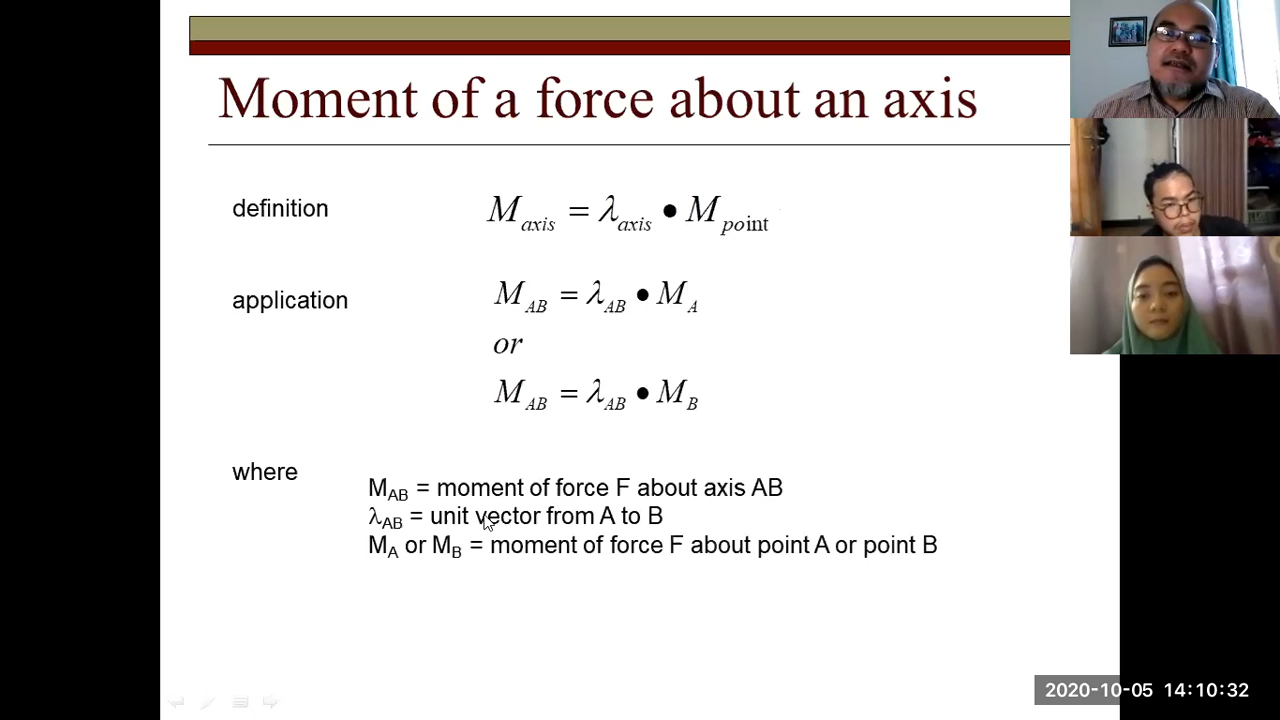 Moment of a force about an axis
definition
M_axis = λ_axis • M_point
application
M_AB = λ_AB • M_A
or
M_AB = λ_AB • M_B
where
M_AB = moment of force F about axis AB
λ_AB = unit vector from A to B
M_A or M_B = moment of force F about point A or point B
2020-10-05 14:10:32